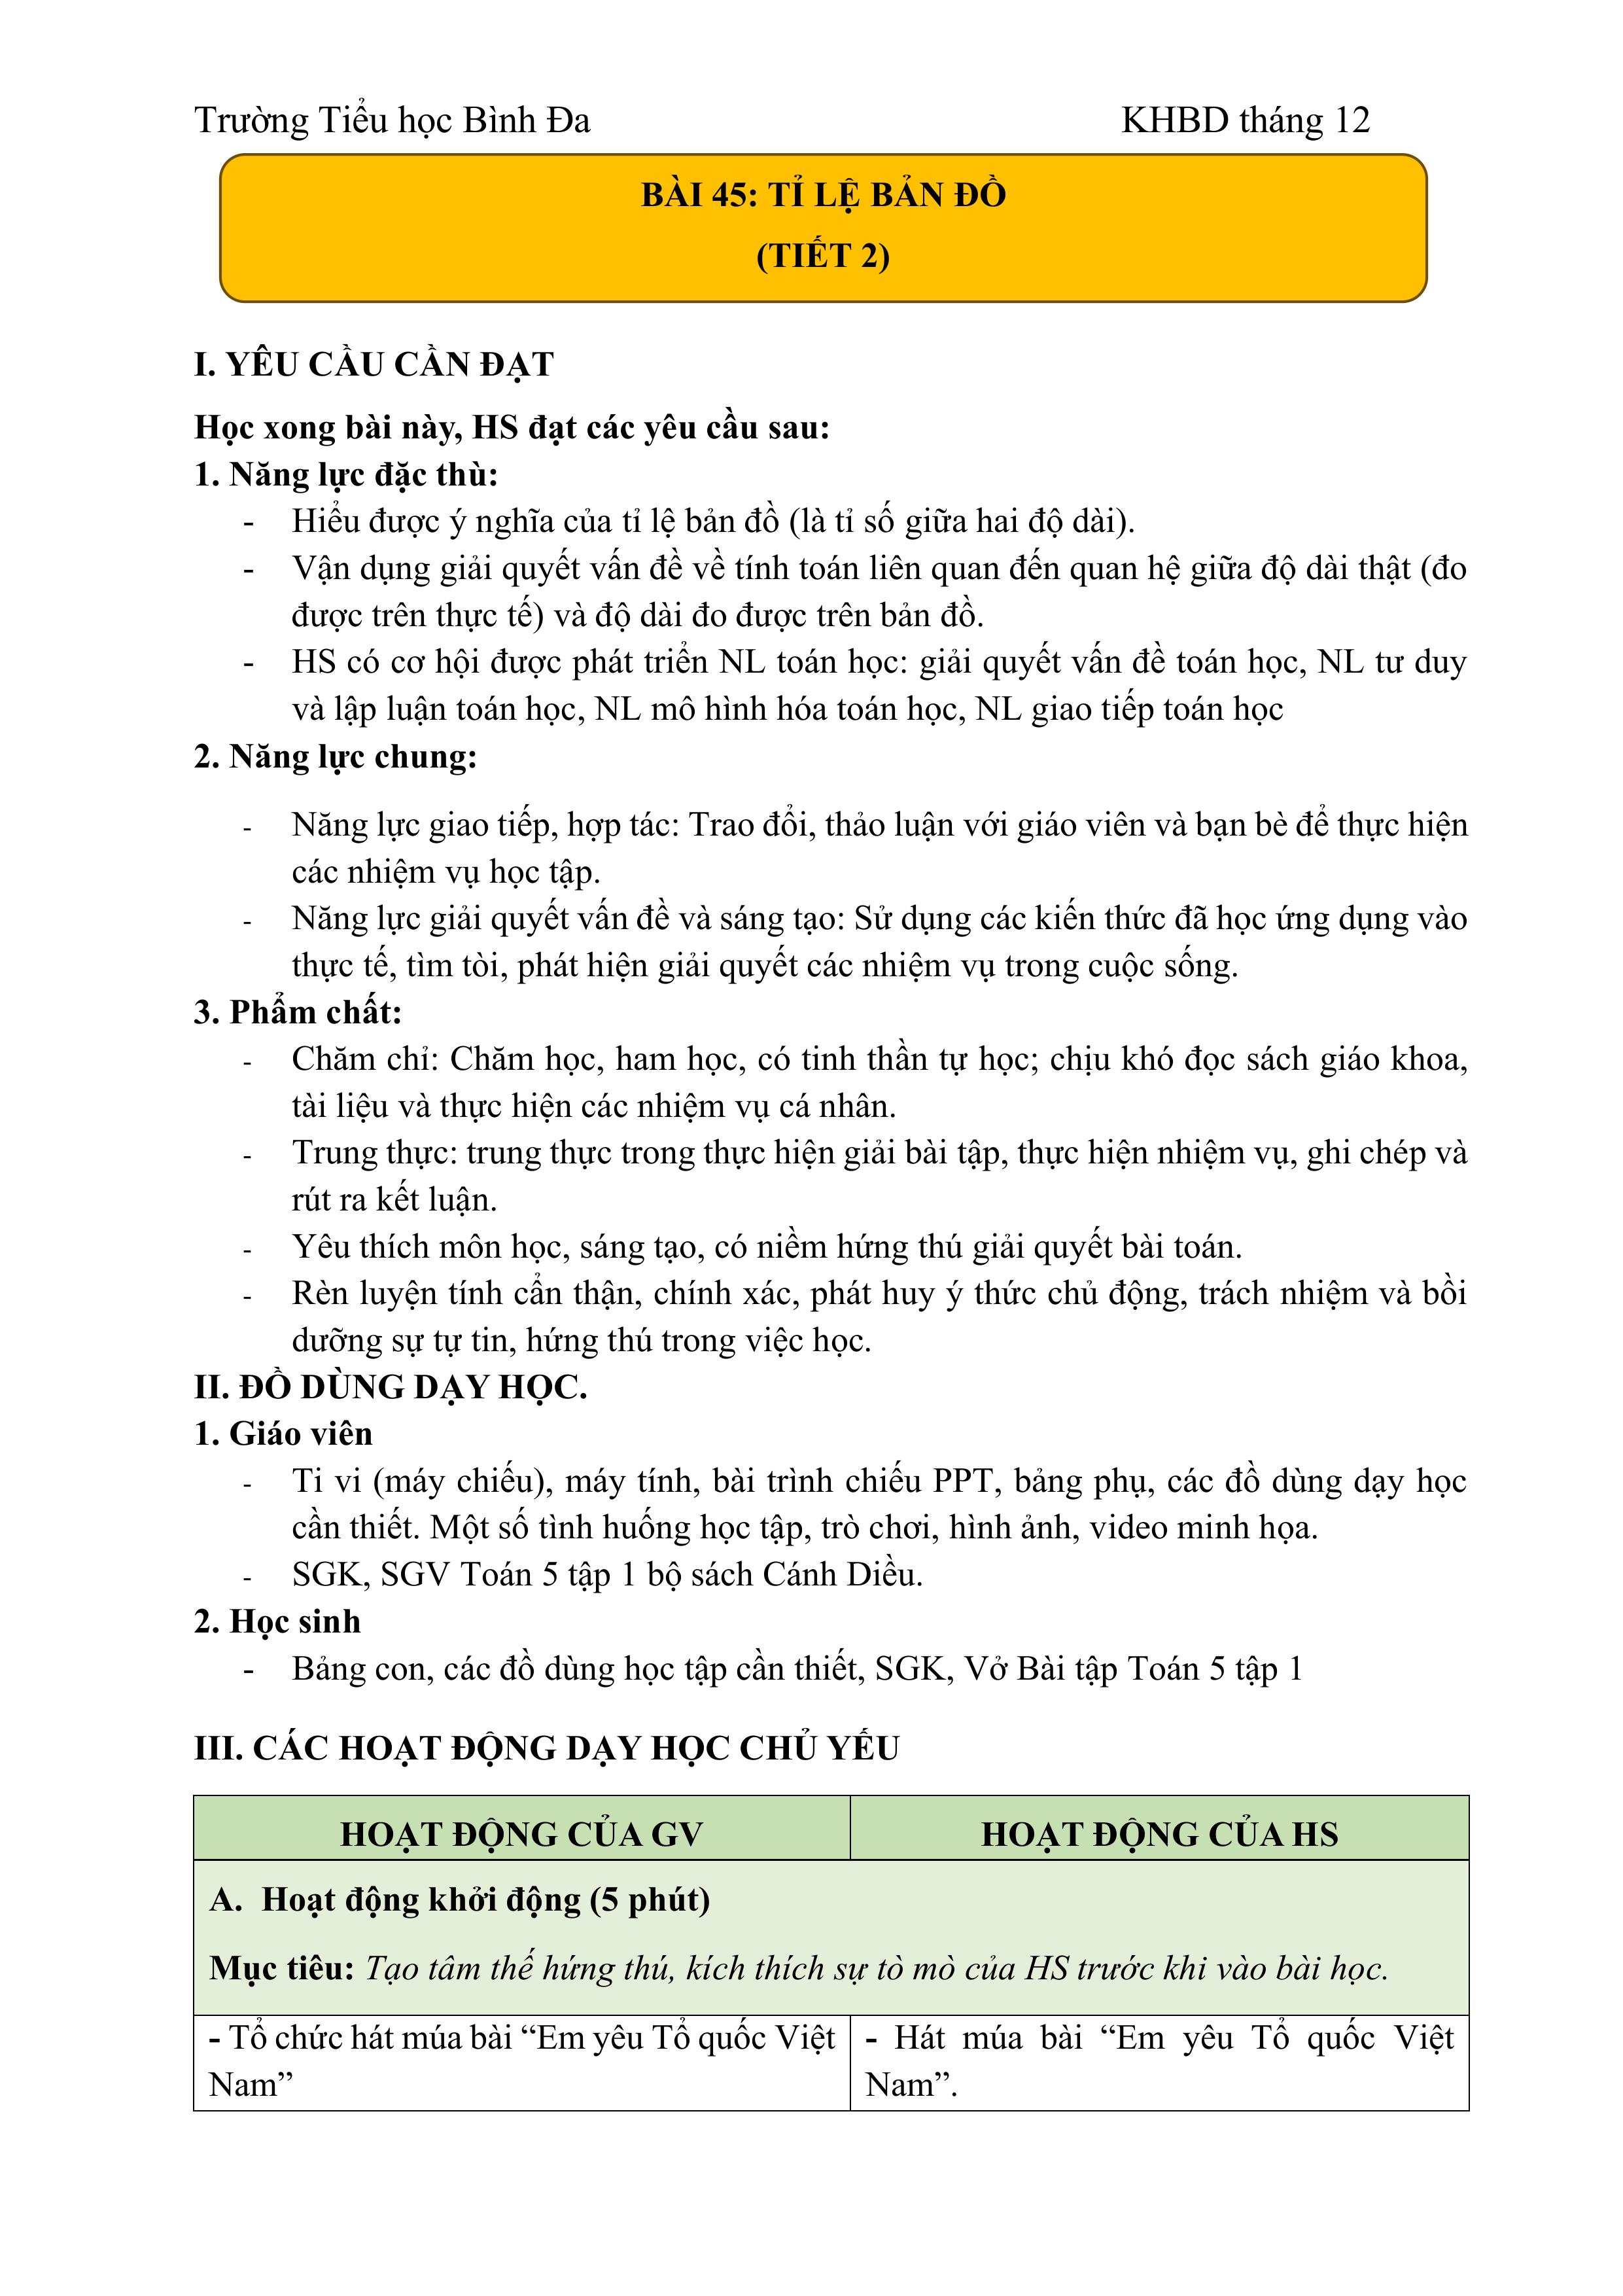 Trường Tiểu học Bình Đa KHBD tháng 12
BÀI 45: TỈ LỆ BẢN ĐỒ
(TIẾT 2)
I. YÊU CẦU CẦN ĐẠT
Học xong bài này, HS đạt các yêu cầu sau:
1. Năng lực đặc thù:
- Hiểu được ý nghĩa của tỉ lệ bản đồ (là tỉ số giữa hai độ dài).
- Vận dụng giải quyết vấn đề về tính toán liên quan đến quan hệ giữa độ dài thật (đo
được trên thực tế) và độ dài đo được trên bản đồ.
- HS có cơ hội được phát triển NL toán học: giải quyết vấn đề toán học, NL tư duy
và lập luận toán học, NL mô hình hóa toán học, NL giao tiếp toán học
2. Năng lực chung:
- Năng lực giao tiếp, hợp tác: Trao đổi, thảo luận với giáo viên và bạn bè để thực hiện
các nhiệm vụ học tập.
- Năng lực giải quyết vấn đề và sáng tạo: Sử dụng các kiến thức đã học ứng dụng vào
thực tế, tìm tòi, phát hiện giải quyết các nhiệm vụ trong cuộc sống.
3. Phẩm chất:
- Chăm chỉ: Chăm học, ham học, có tinh thần tự học; chịu khó đọc sách giáo khoa,
tài liệu và thực hiện các nhiệm vụ cá nhân.
- Trung thực: trung thực trong thực hiện giải bài tập, thực hiện nhiệm vụ, ghi chép và
rút ra kết luận.
- Yêu thích môn học, sáng tạo, có niềm hứng thú giải quyết bài toán.
- Rèn luyện tính cẩn thận, chính xác, phát huy ý thức chủ động, trách nhiệm và bồi
dưỡng sự tự tin, hứng thú trong việc học.
II. ĐỒ DÙNG DẠY HỌC.
1. Giáo viên
- Ti vi (máy chiếu), máy tính, bài trình chiếu PPT, bảng phụ, các đồ dùng dạy học
cần thiết. Một số tình huống học tập, trò chơi, hình ảnh, video minh họa.
- SGK, SGV Toán 5 tập 1 bộ sách Cánh Diều.
2. Học sinh
- Bảng con, các đồ dùng học tập cần thiết, SGK, Vở Bài tập Toán 5 tập 1
III. CÁC HOẠT ĐỘNG DẠY HỌC CHỦ YẾU
HOẠT ĐỘNG CỦA GV HOẠT ĐỘNG CỦA HS
A. Hoạt động khởi động (5 phút)
Mục tiêu: Tạo tâm thế hứng thú, kích thích sự tò mò của HS trước khi vào bài học.
- Tổ chức hát múa bài “Em yêu Tổ quốc Việt
Nam”
- Hát múa bài “Em yêu Tổ quốc Việt
Nam”.